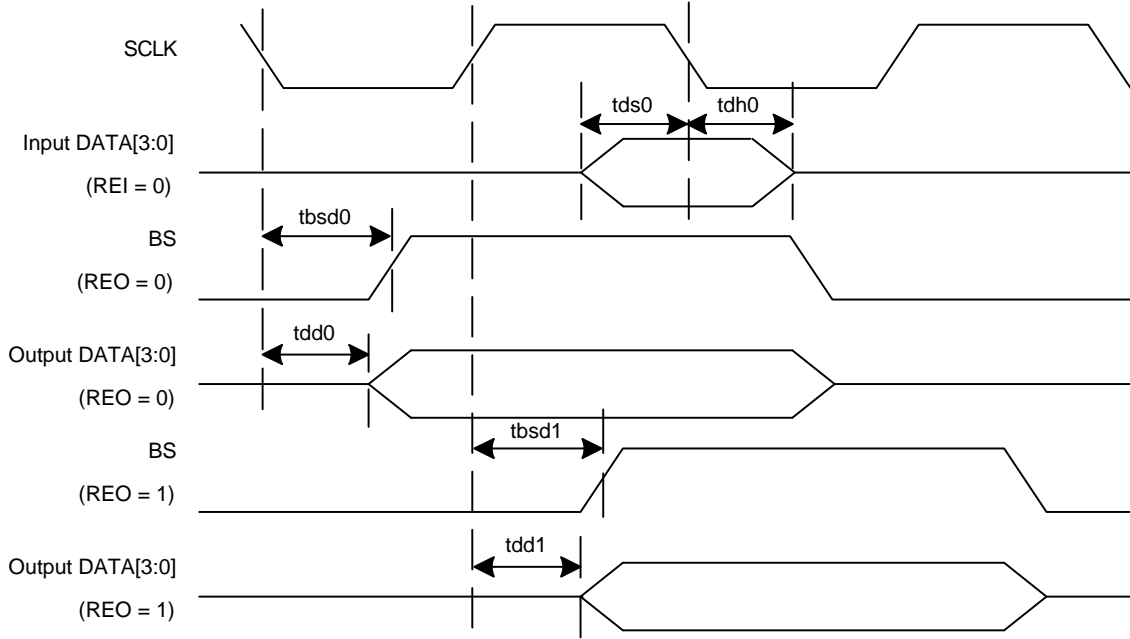 SCLK
tds0
tdh0
Input DATA[3:0]
(REI = 0)
tbsd0
BS
(REO = 0)
tdd0
Output DATA[3:0]
(REO = 0)
tbsd1
BS
(REO = 1)
tdd1
Output DATA[3:0]
(REO = 1)